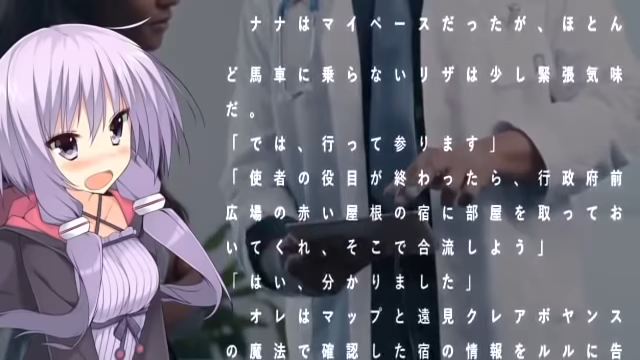 ナナはマイペースだったが、ほとん
ど馬車に乗らないリザは少し緊張気味
だ。
「では、行って参ります」
「使者の役目が終わったら、行政府前
広場の赤い屋根の宿に部屋を取ってお
いてくれ、そこで合流しよう」
「はい、分かりました」
オレはマップと遠見クレアボヤンス
の魔法で確認した宿の情報をルルに告